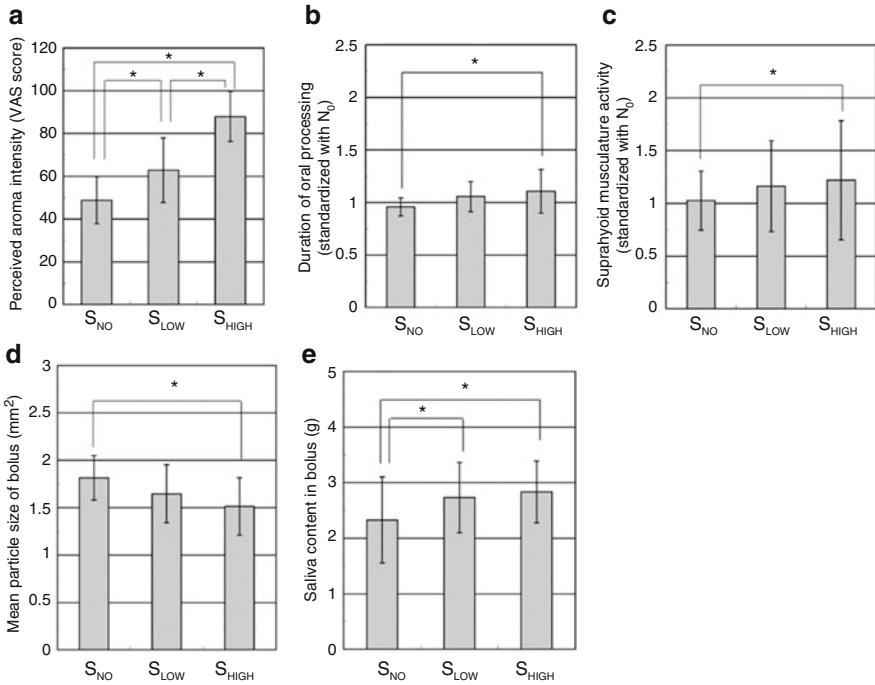 a
Perceived aroma intensity (VAS score)
120
100
80
60
40
20
0
*
*
*
S_NO S_LOW S_HIGH
b
Duration of oral processing
(standardized with N_0)
2.5
2
1.5
1
0.5
0
*
S_NO S_LOW S_HIGH
c
Suprahyoid musculature activity
(standardized with N_0)
2.5
2
1.5
1
0.5
0
*
S_NO S_LOW S_HIGH
d
Mean particle size of bolus (mm²)
3
2.5
2
1.5
1
0.5
0
*
S_NO S_LOW S_HIGH
e
Saliva content in bolus (g)
5
4
3
2
1
0
*
*
S_NO S_LOW S_HIGH